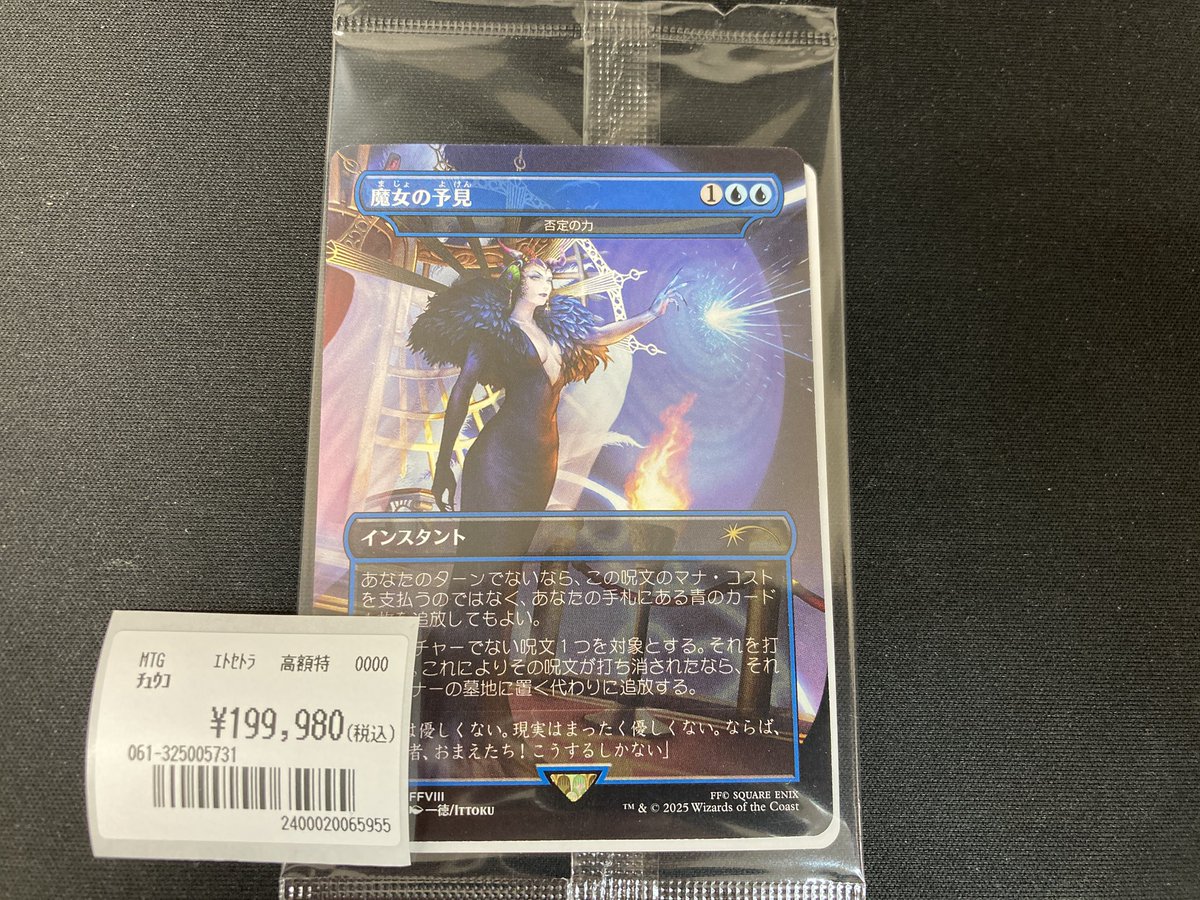 まじょ よけん
魔女の予見
1
否定の力
インスタント
あなたのターンでないなら、この呪文のマナ・コスト
を支払うのではなく、あなたの手札にある青のカード
追放してもよい。
チャーでない呪文1つを対象とする。それを打
これによりその呪文が打ち消されたなら、それ
ナーの墓地に置く代わりに追放する。
は優しくない。現実はまったく優しくない。ならば、
者、おまえたち！こうするしかない」
FFVIII
一徳/ITTOKU
FF© SQUARE ENIX
™ & © 2025 Wizards of the Coast
MTG ｴﾄｾﾄﾗ 高額特 0000
ﾁｭｳｺ
¥199,980(税込)
061-325005731
2400020065955